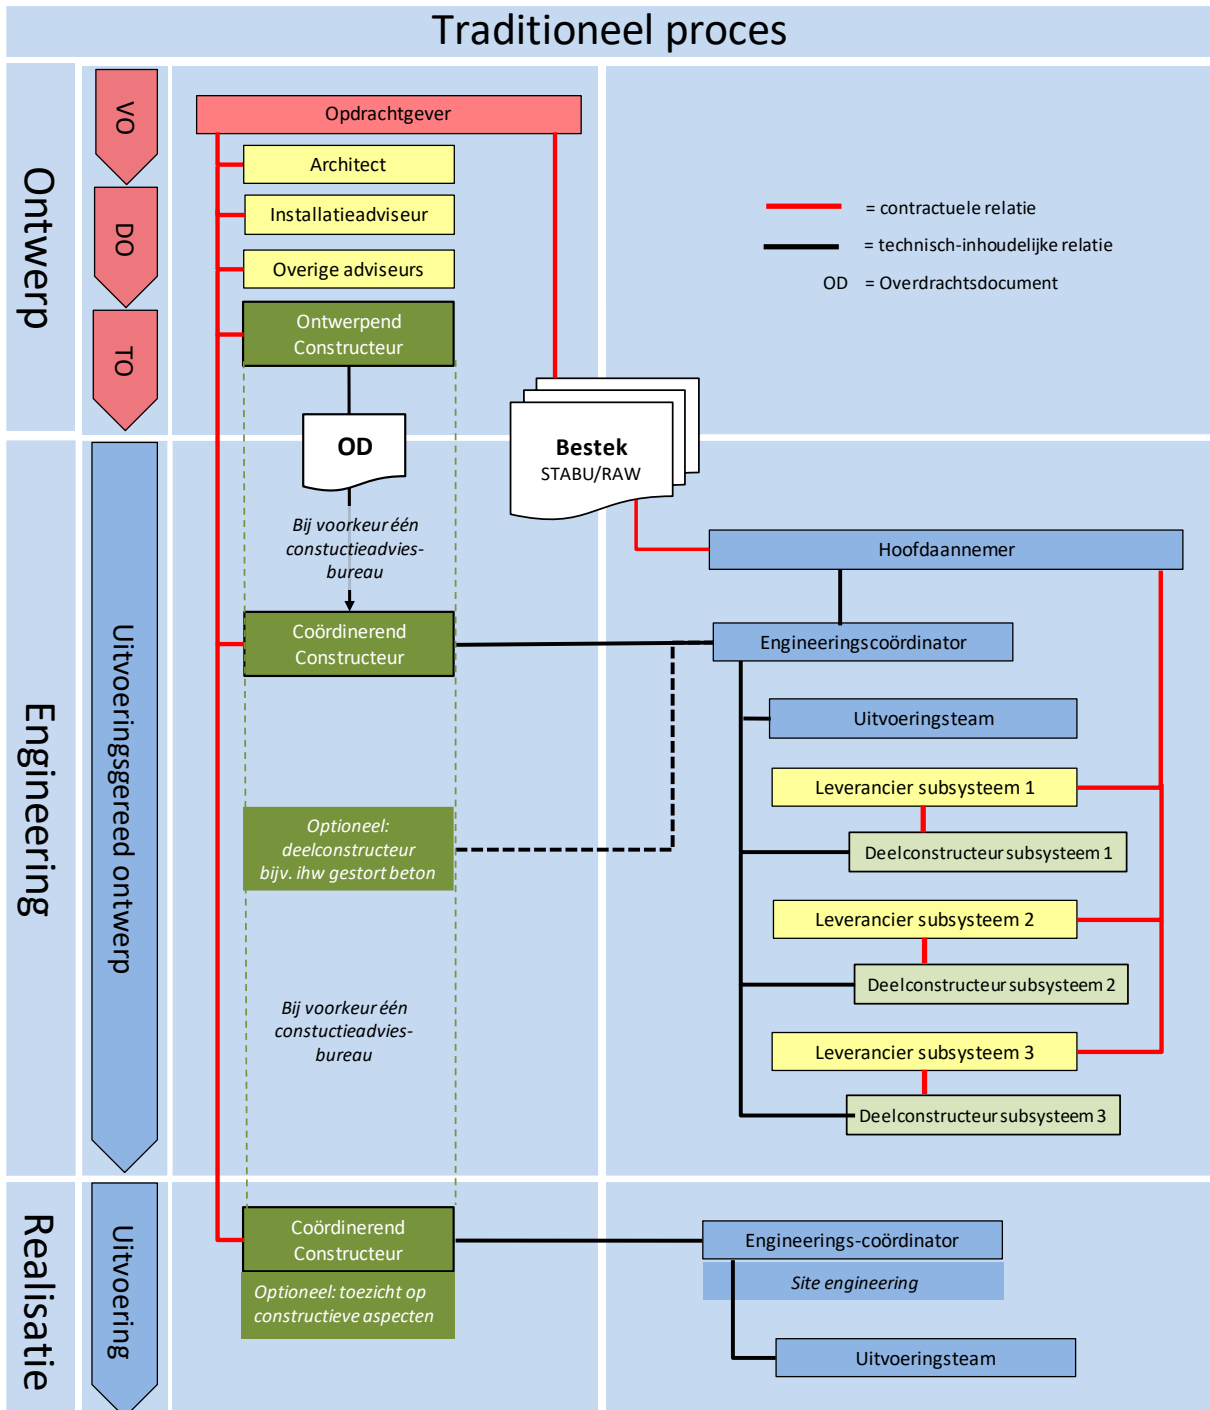 Traditioneel proces
Ontwerp
VO
DO
TO
Opdrachtgever
Architect
Installatieadviseur
Overige adviseurs
Ontwerpend
Constructeur
= contractuele relatie
= technisch-inhoudelijke relatie
OD = Overdrachtsdocument
OD
Bestek
STABU/RAW
Engineering
Uitvoeringsgereed ontwerp
Bij voorkeur één
constuctieadvies-
bureau
Hoofdaannemer
Coördinerend
Constructeur
Engineeringscoördinator
Uitvoeringsteam
Leverancier subsysteem 1
Optioneel:
deelconstructeur
bijv. ihw gestort beton
Deelconstructeur subsysteem 1
Leverancier subsysteem 2
Deelconstructeur subsysteem 2
Bij voorkeur één
constuctieadvies-
bureau
Leverancier subsysteem 3
Deelconstructeur subsysteem 3
Realisatie
Uitvoering
Coördinerend
Constructeur
Optioneel: toezicht op
constructieve aspecten
Engineerings-coördinator
Site engineering
Uitvoeringsteam